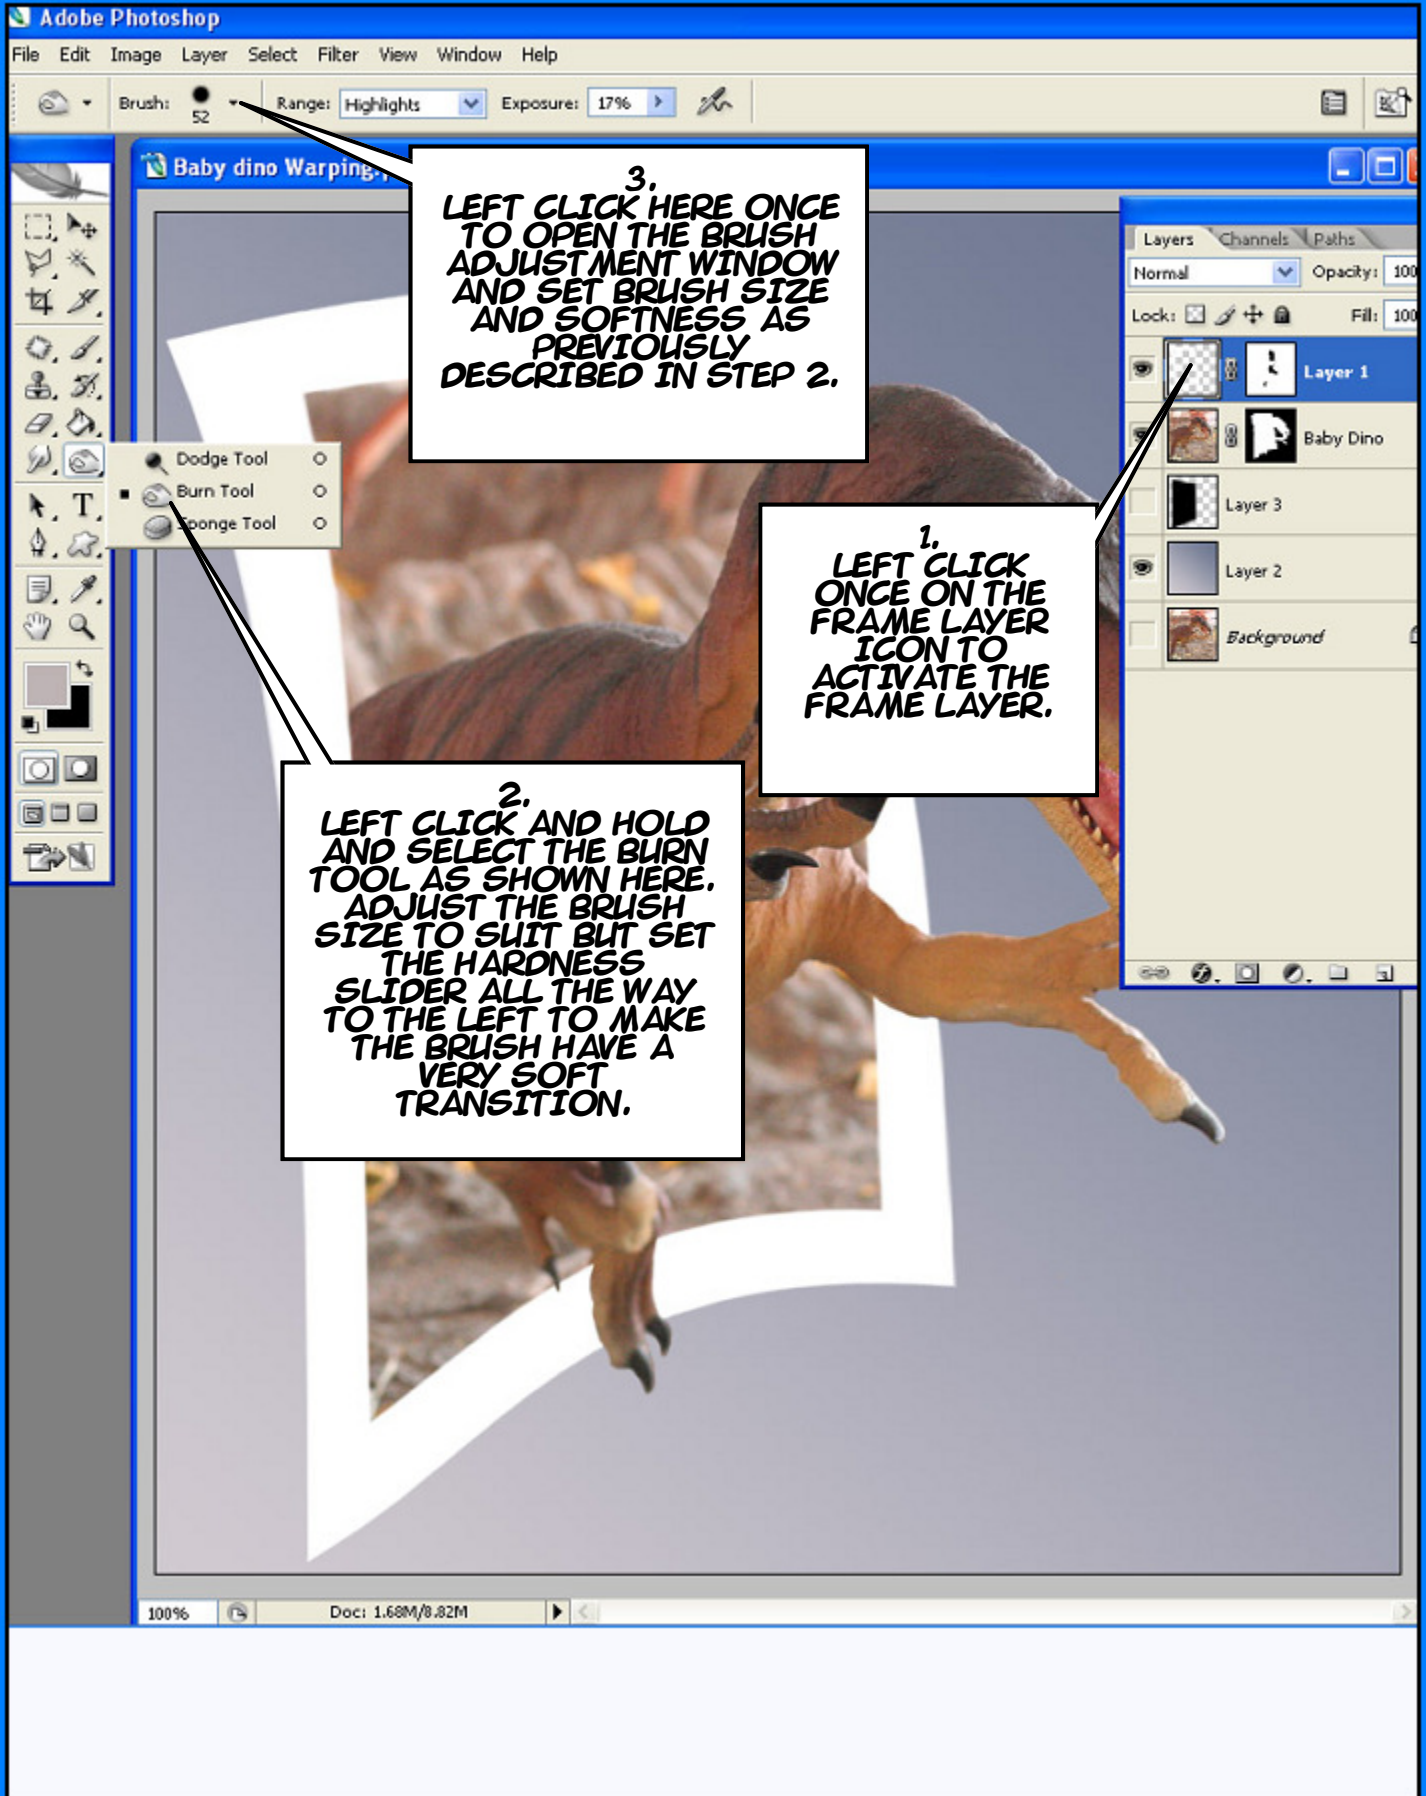 Adobe Photoshop
File Edit Image Layer Select Filter View Window Help
Brush: 52 Range: Highlights Exposure: 17%
Baby dino Warping.
3.
LEFT CLICK HERE ONCE
TO OPEN THE BRUSH
ADJUSTMENT WINDOW
AND SET BRUSH SIZE
AND SOFTNESS AS
PREVIOUSLY
DESCRIBED IN STEP 2.
Layers Channels Paths
Normal Opacity: 100
Lock: Fill: 100
Layer 1
Baby Dino
Layer 3
Layer 2
Background
Dodge Tool O
Burn Tool O
Sponge Tool O
T
1.
LEFT CLICK
ONCE ON THE
FRAME LAYER
ICON TO
ACTIVATE THE
FRAME LAYER.
2.
LEFT CLICK AND HOLD
AND SELECT THE BURN
TOOL AS SHOWN HERE.
ADJUST THE BRUSH
SIZE TO SUIT BUT SET
THE HARDNESS
SLIDER ALL THE WAY
TO THE LEFT TO MAKE
THE BRUSH HAVE A
VERY SOFT
TRANSITION.
100% Doc: 1.68M/8.82M